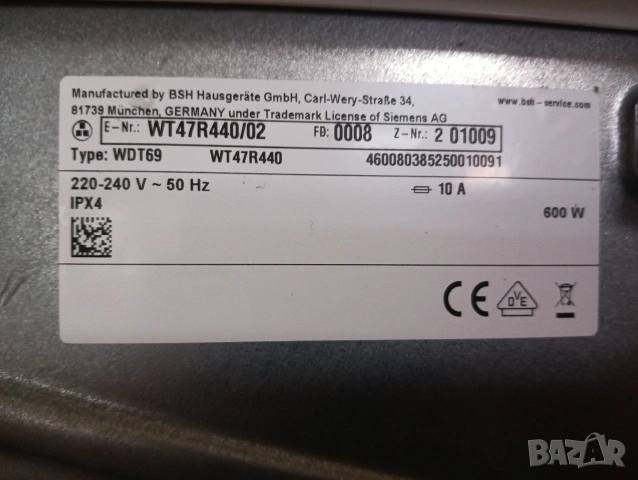 Manufactured by BSH Hausgeräte GmbH, Carl-Wery-Straße 34,
81739 München, GERMANY under Trademark License of Siemens AG
www.bsh-service.com
E-Nr.: WT47R440/02 FD: 0008 Z-Nr.: 2 01009
Type: WDT69 WT47R440 460080385250010091
220-240 V ~ 50 Hz 10 A
IPX4
600 W
CE DVE
BAZAR